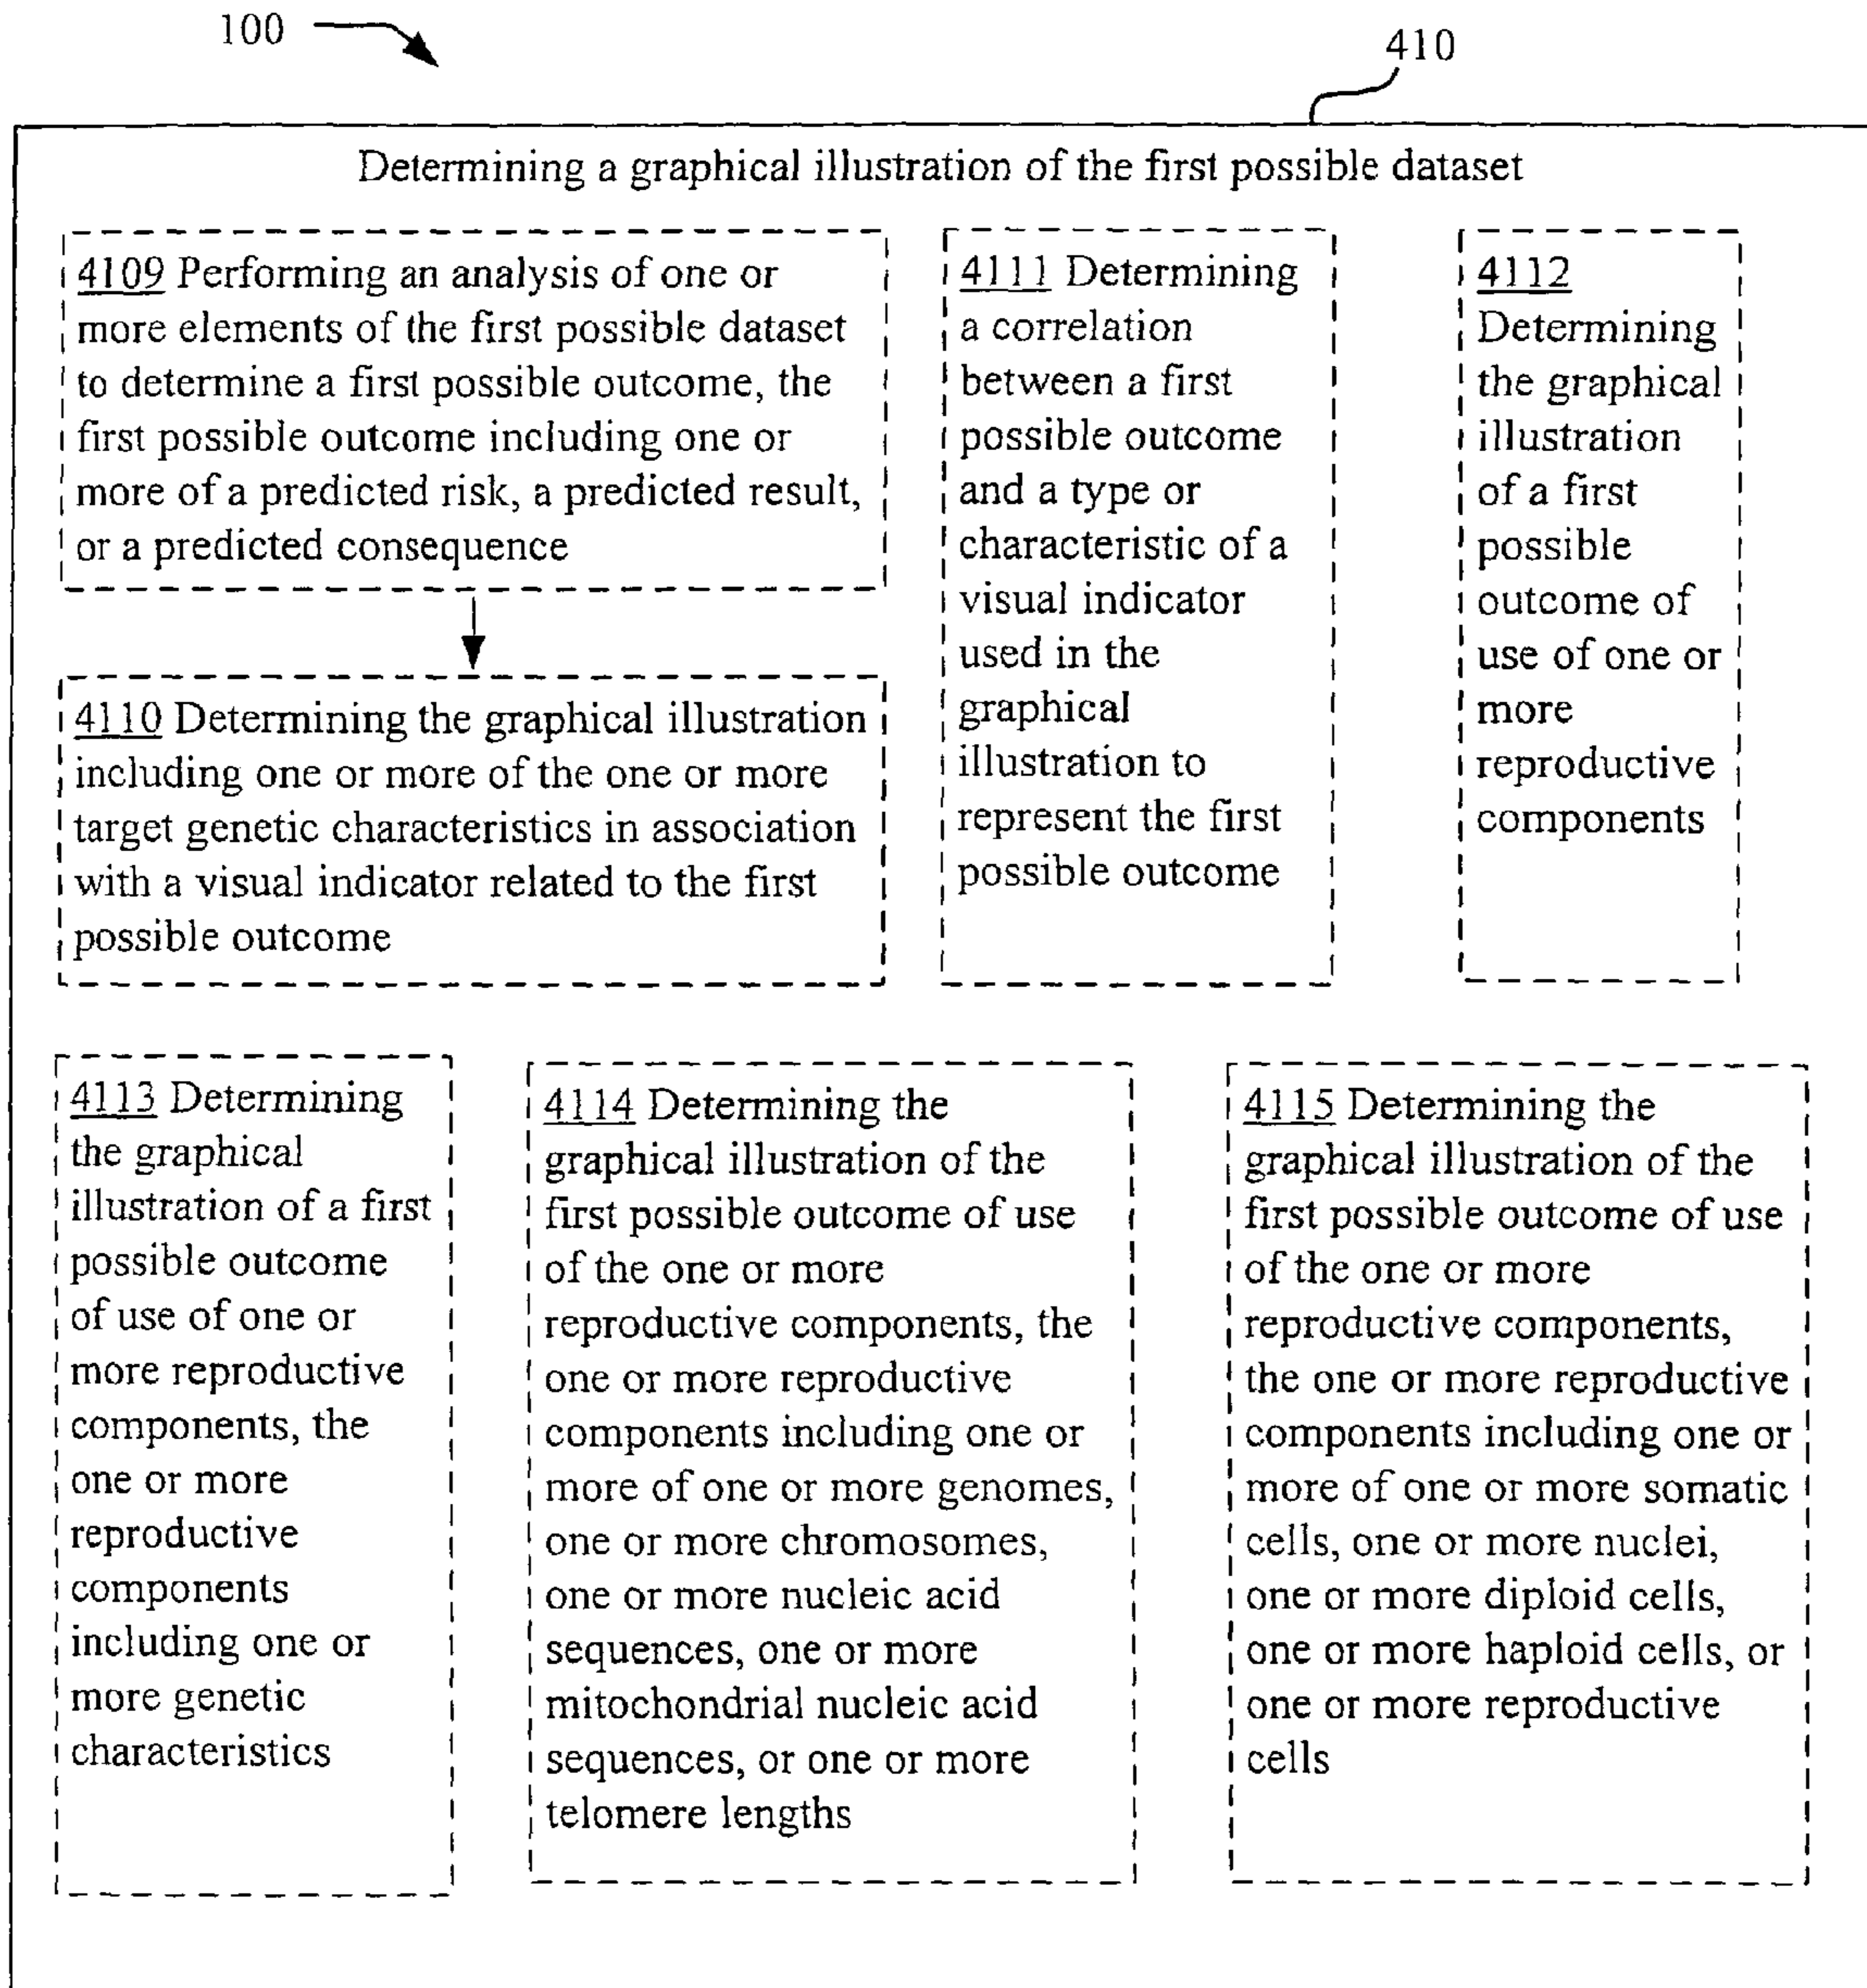 100
410
Determining a graphical illustration of the first possible dataset
4109 Performing an analysis of one or
more elements of the first possible dataset
to determine a first possible outcome, the
first possible outcome including one or
more of a predicted risk, a predicted result,
or a predicted consequence
4110 Determining the graphical illustration
including one or more of the one or more
target genetic characteristics in association
with a visual indicator related to the first
possible outcome
4111 Determining
a correlation
between a first
possible outcome
and a type or
characteristic of a
visual indicator
used in the
graphical
illustration to
represent the first
possible outcome
4112
Determining
the graphical
illustration
of a first
possible
outcome of
use of one or
more
reproductive
components
4113 Determining
the graphical
illustration of a first
possible outcome
of use of one or
more reproductive
components, the
one or more
reproductive
components
including one or
more genetic
characteristics
4114 Determining the
graphical illustration of the
first possible outcome of use
of the one or more
reproductive components, the
one or more reproductive
components including one or
more of one or more genomes,
one or more chromosomes,
one or more nucleic acid
sequences, one or more
mitochondrial nucleic acid
sequences, or one or more
telomere lengths
4115 Determining the
graphical illustration of the
first possible outcome of use
of the one or more
reproductive components,
the one or more reproductive
components including one or
more of one or more somatic
cells, one or more nuclei,
one or more diploid cells,
one or more haploid cells, or
one or more reproductive
cells